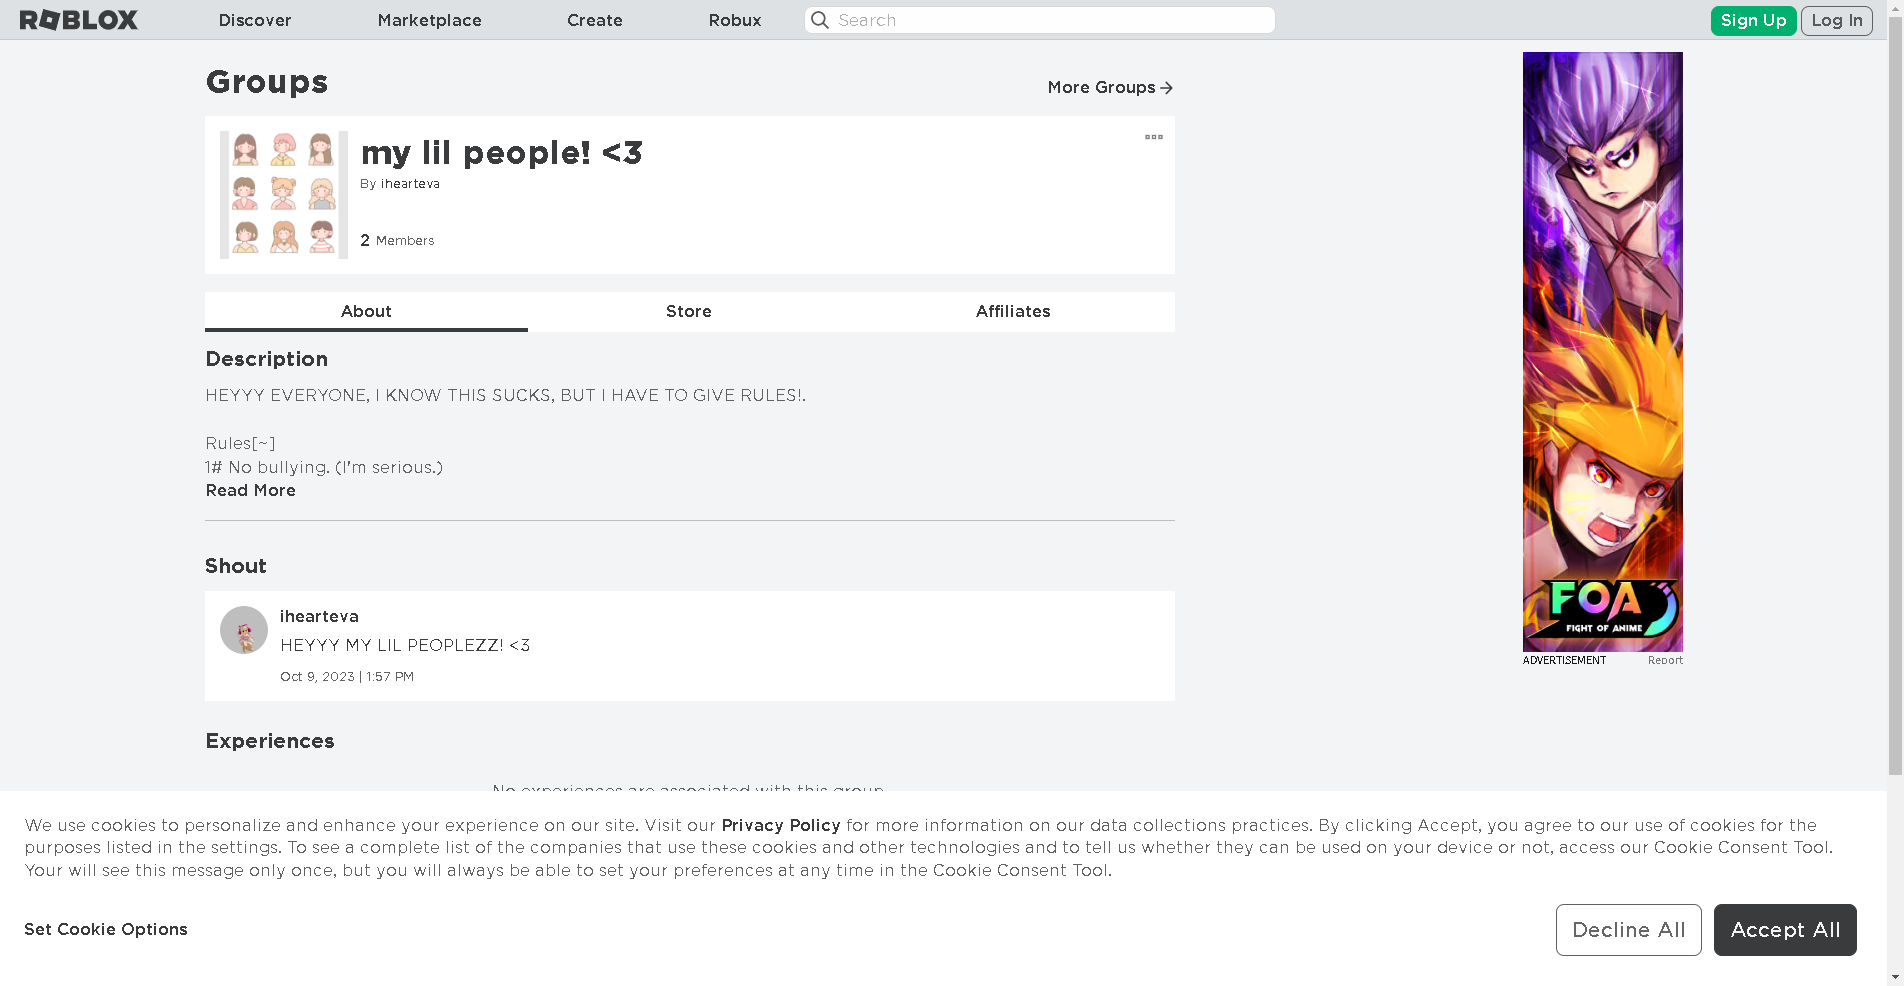 ROBLOX
Discover
Marketplace
Create
Robux
Search
Sign Up
Log In
Groups
More Groups
my lil people! <3
By ihearteva
2 Members
About
Store
Affiliates
Description
HEYYY EVERYONE, I KNOW THIS SUCKS, BUT I HAVE TO GIVE RULES!.
Rules[~]
1# No bullying. (I'm serious.)
Read More
Shout
ihearteva
HEYYY MY LIL PEOPLEZZ! <3
Oct 9, 2023 | 1:57 PM
Experiences
No experiences are associated with this group
FOA
FIGHT OF ANIME
ADVERTISEMENT
Report
We use cookies to personalize and enhance your experience on our site. Visit our Privacy Policy for more information on our data collections practices. By clicking Accept, you agree to our use of cookies for the
purposes listed in the settings. To see a complete list of the companies that use these cookies and other technologies and to tell us whether they can be used on your device or not, access our Cookie Consent Tool.
Your will see this message only once, but you will always be able to set your preferences at any time in the Cookie Consent Tool.
Set Cookie Options
Decline All
Accept All